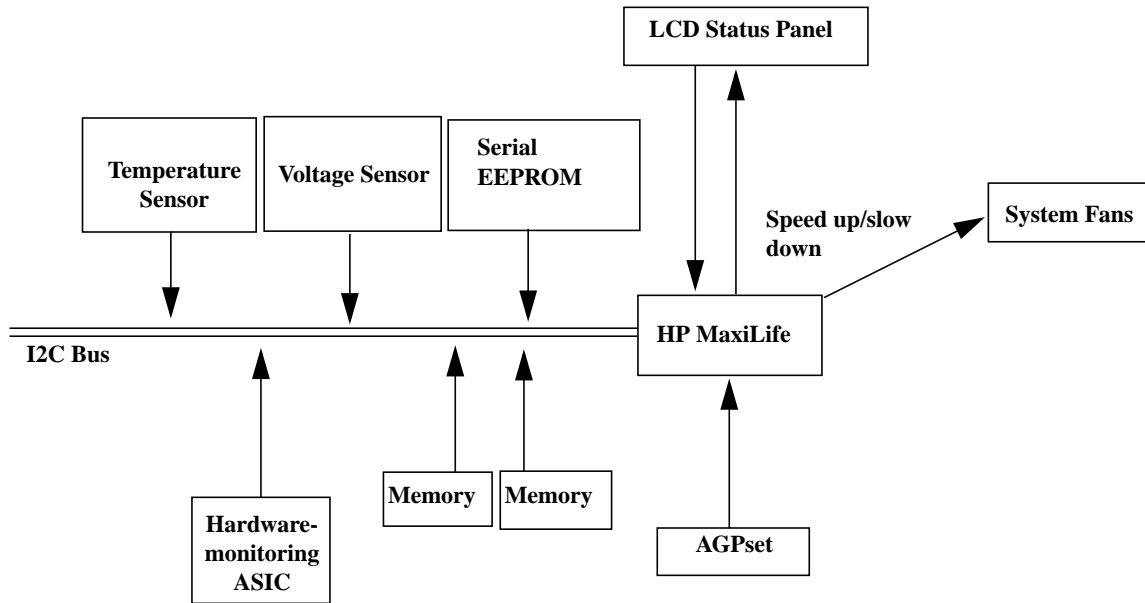 LCD Status Panel
Temperature
Sensor
Voltage Sensor
Serial
EEPROM
Speed up/slow
down
System Fans
HP MaxiLife
I2C Bus
Memory
Memory
Hardware-
monitoring
ASIC
AGPset